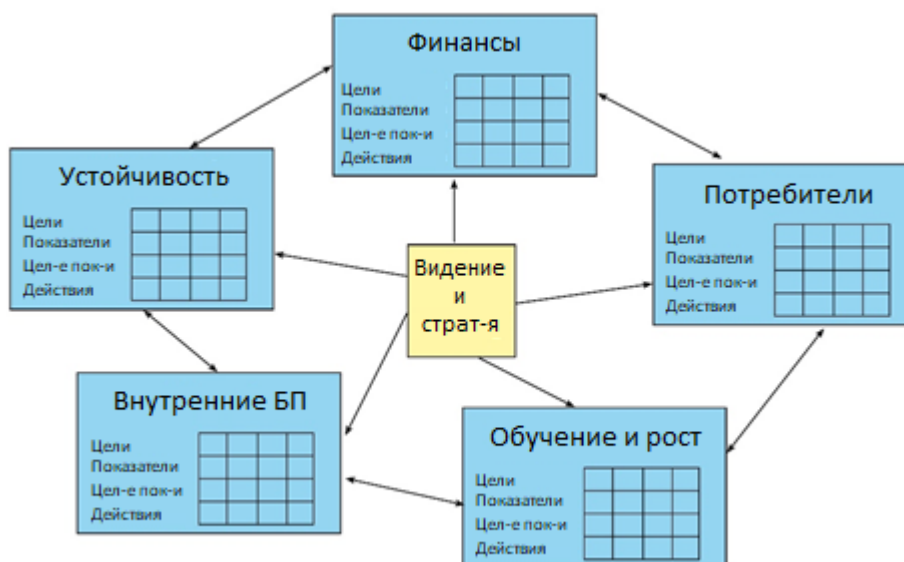 Финансы
Цели
Показатели
Цел-е пок-и
Действия
Устойчивость
Цели
Показатели
Цел-е пок-и
Действия
Потребители
Цели
Показатели
Цел-е пок-и
Действия
Видение
и
страт-я
Внутренние БП
Цели
Показатели
Цел-е пок-и
Действия
Обучение и рост
Цели
Показатели
Цел-е пок-и
Действия